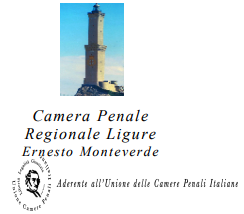 Camera Penale
Regionale Ligure
Ernesto Monteverde
Aderente all'Unione delle Camere Penali Italiane